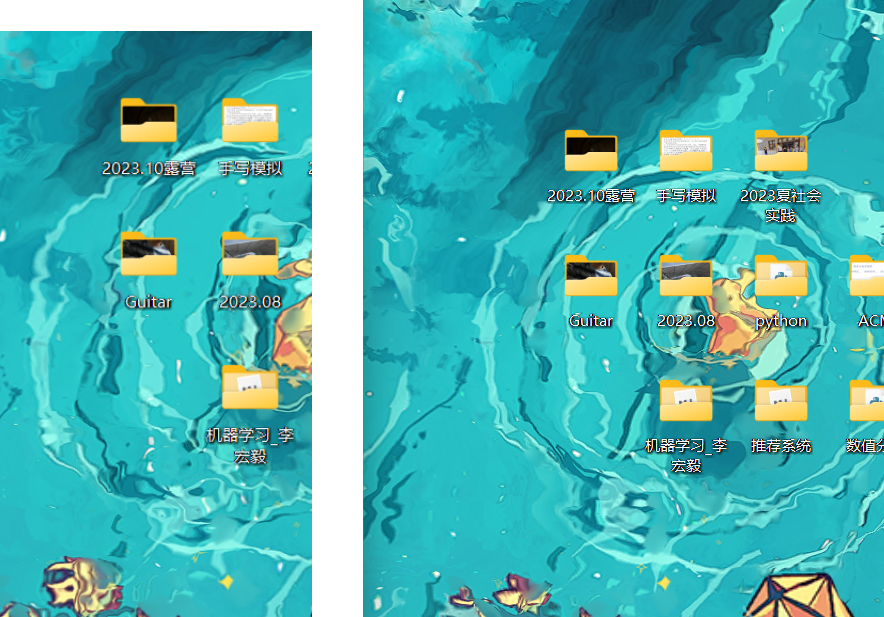 2023.10露营
手写模拟
Guitar
2023.08
机器学习_李
宏毅
2023.10露营
手写模拟
2023夏社会
实践
Guitar
2023.08
python
机器学习_李
宏毅
推荐系统
数值